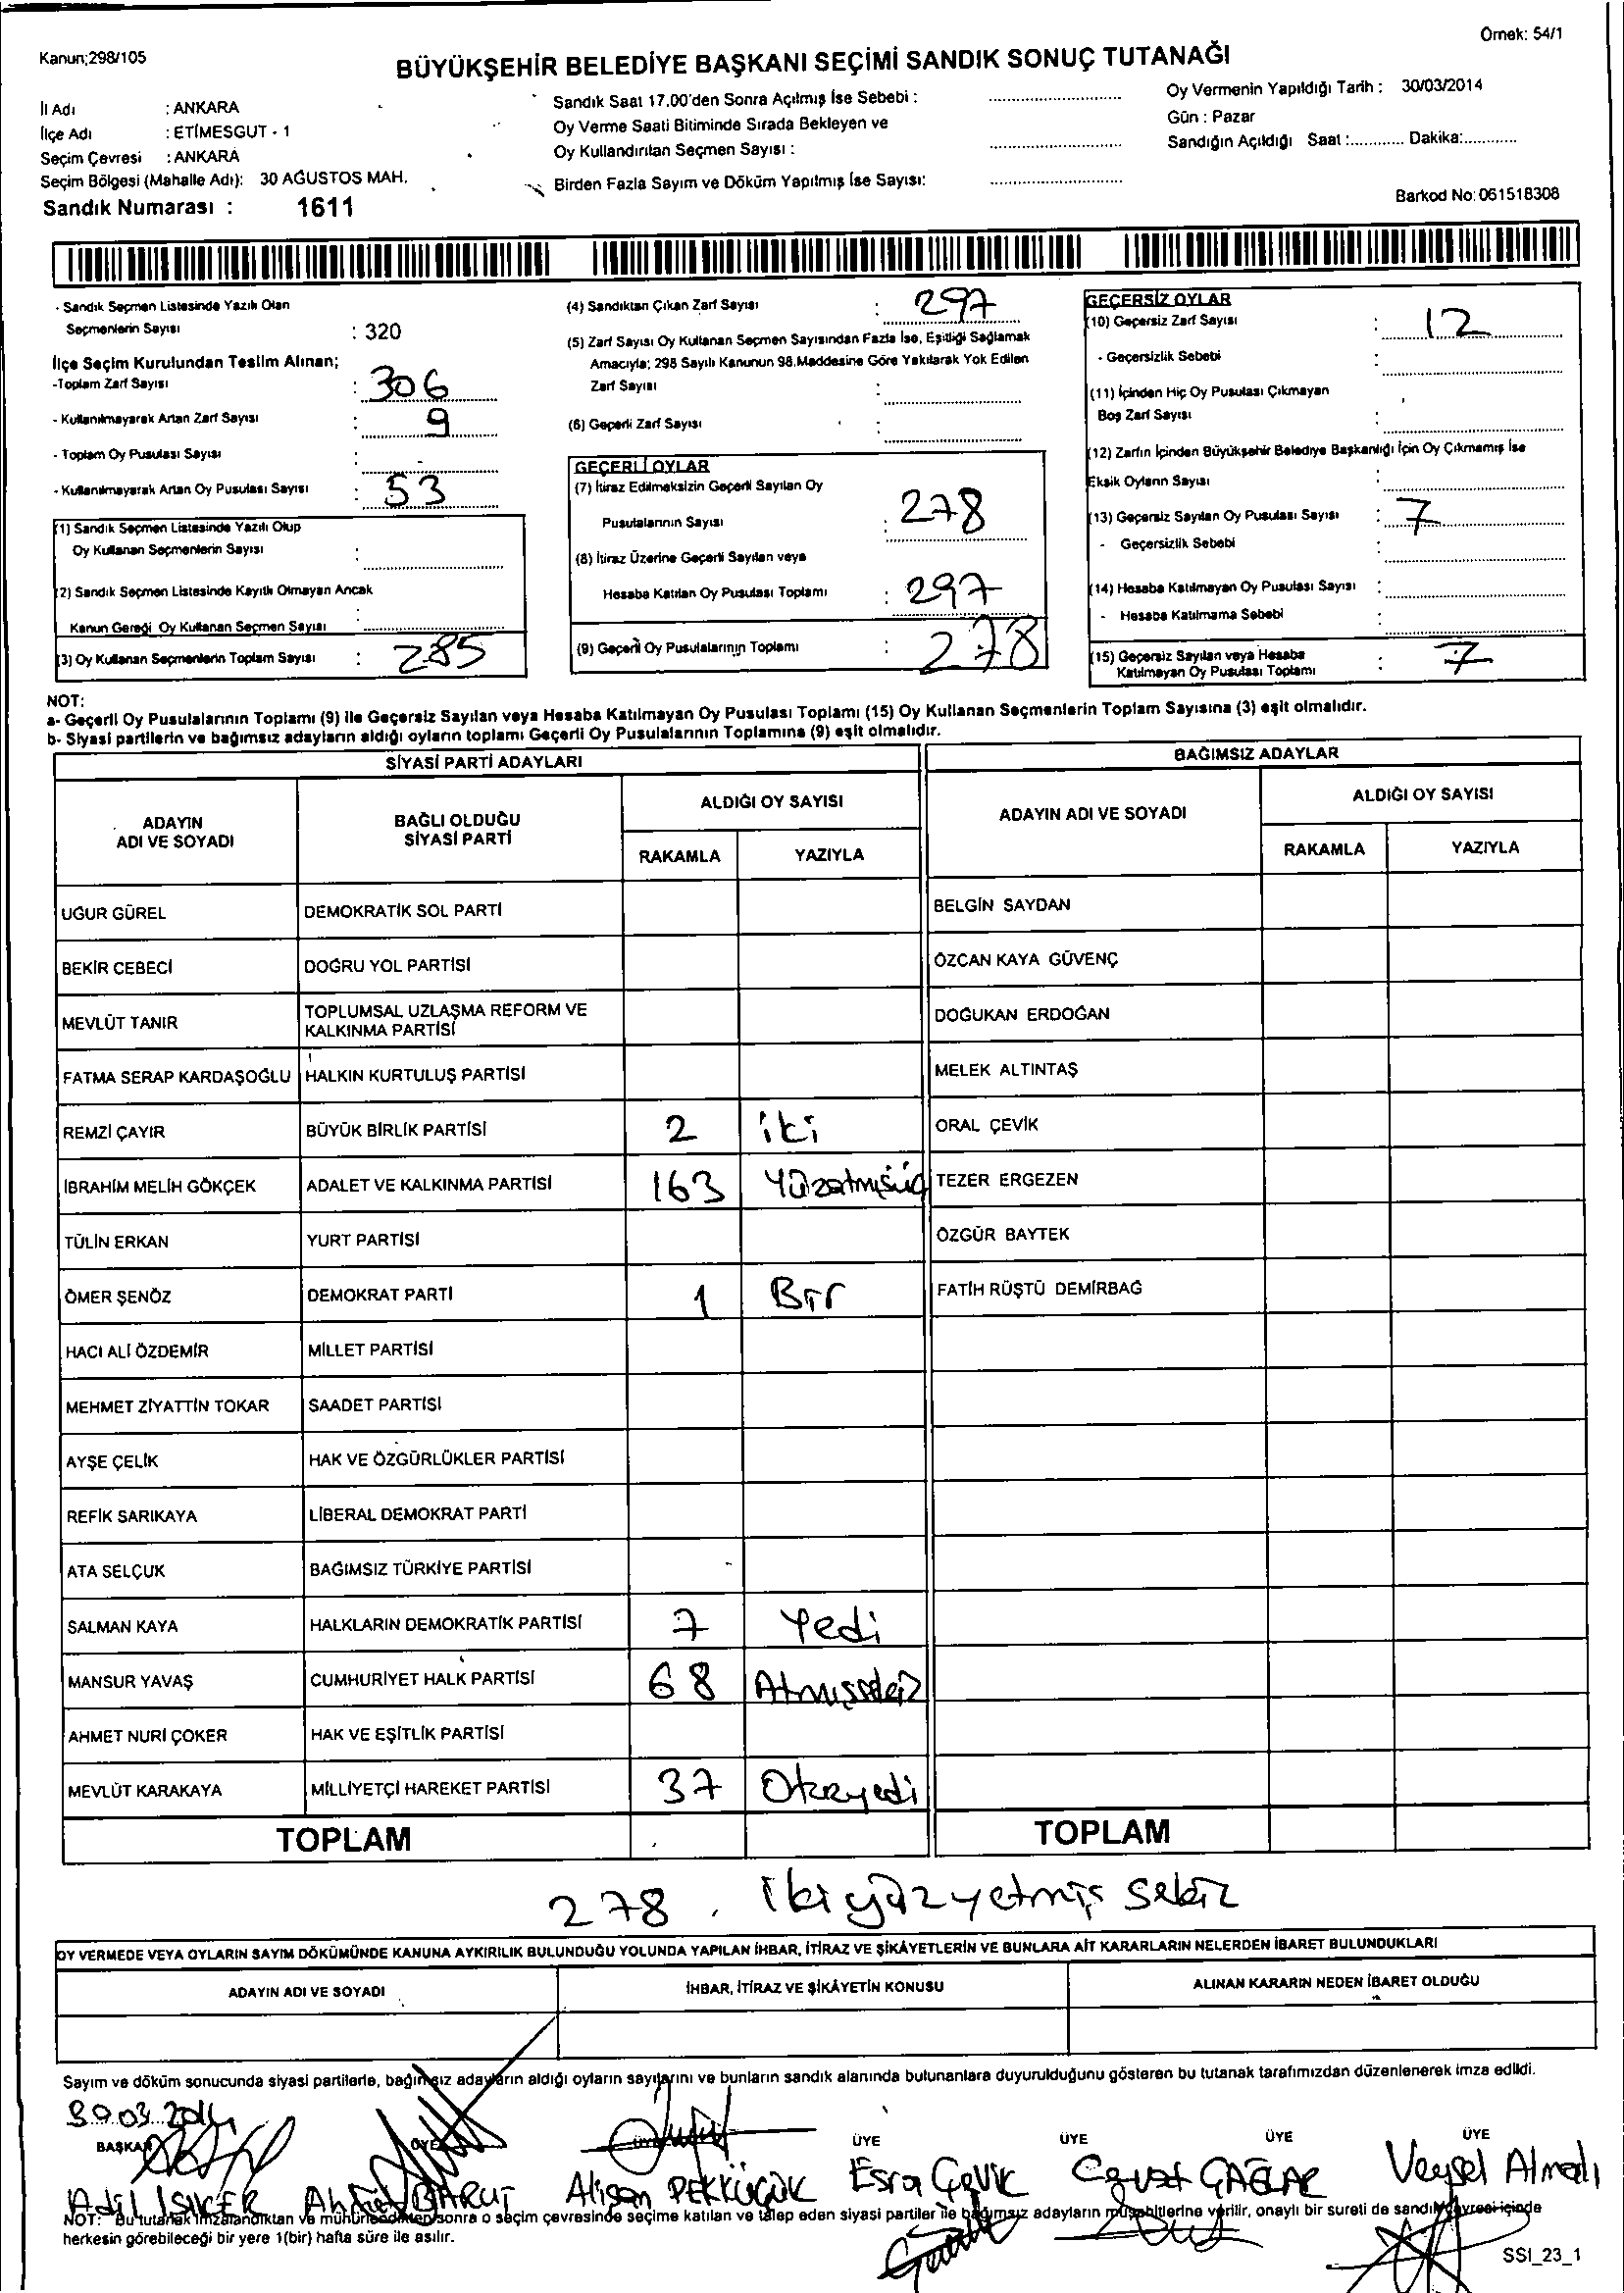 Kanun;298/105
Örnek: 54/1
BÜYÜKŞEHİR BELEDİYE BAŞKANI SEÇİMİ SANDIK SONUÇ TUTANAĞI
İl Adı : ANKARA
İlçe Adı : ETİMESGUT - 1
Seçim Çevresi : ANKARA
Seçim Bölgesi (Mahalle Adı): 30 AĞUSTOS MAH.
Sandık Numarası : 1611
Sandık Saat 17.00'den Sonra Açılmış İse Sebebi :
Oy Verme Saati Bitiminde Sırada Bekleyen ve
Oy Kullandırılan Seçmen Sayısı :
Birden Fazla Sayım ve Döküm Yapılmış İse Sayısı:
Oy Vermenin Yapıldığı Tarih : 30/03/2014
Gün : Pazar
Sandığın Açıldığı Saat :............ Dakika:............
Barkod No: 061518308
- Sandık Seçmen Listesinde Yazılı Olan
Seçmenlerin Sayısı : 320
İlçe Seçim Kurulundan Teslim Alınan;
-Toplam Zarf Sayısı : 306
- Kullanılmayarak Artan Zarf Sayısı : 9
- Toplam Oy Pusulası Sayısı :
- Kullanılmayarak Artan Oy Pusulası Sayısı : 53
(1) Sandık Seçmen Listesinde Yazılı Olup
Oy Kullanan Seçmenlerin Sayısı :
(2) Sandık Seçmen Listesinde Kayıtlı Olmayan Ancak
Kanun Gereği Oy Kullanan Seçmen Sayısı :
(3) Oy Kullanan Seçmenlerin Toplam Sayısı : 285
(4) Sandıktan Çıkan Zarf Sayısı : 297
(5) Zarf Sayısı Oy Kullanan Seçmen Sayısından Fazla İse, Eşitliği Sağlamak
Amacıyla; 298 Sayılı Kanunun 98.Maddesine Göre Yakılarak Yok Edilen
Zarf Sayısı :
(6) Geçerli Zarf Sayısı :
GEÇERLİ OYLAR
(7) İtiraz Edilmeksizin Geçerli Sayılan Oy
Pusulalarının Sayısı : 278
(8) İtiraz Üzerine Geçerli Sayılan veya
Hesaba Katılan Oy Pusulası Toplamı : 297
(9) Geçerli Oy Pusulalarının Toplamı : 278
GEÇERSİZ OYLAR
(10) Geçersiz Zarf Sayısı : 12
- Geçersizlik Sebebi :
(11) İçinden Hiç Oy Pusulası Çıkmayan
Boş Zarf Sayısı :
(12) Zarfın İçinden Büyükşehir Belediye Başkanlığı İçin Oy Çıkmamış İse
Eksik Oyların Sayısı :
(13) Geçersiz Sayılan Oy Pusulası Sayısı : 7
- Geçersizlik Sebebi :
(14) Hesaba Katılmayan Oy Pusulası Sayısı :
- Hesaba Katılmama Sebebi :
(15) Geçersiz Sayılan veya Hesaba
Katılmayan Oy Pusulası Toplamı : 7
NOT:
a- Geçerli Oy Pusulalarının Toplamı (9) ile Geçersiz Sayılan veya Hesaba Katılmayan Oy Pusulası Toplamı (15) Oy Kullanan Seçmenlerin Toplam Sayısına (3) eşit olmalıdır.
b- Siyasi partilerin ve bağımsız adayların aldığı oyların toplamı Geçerli Oy Pusulalarının Toplamına (9) eşit olmalıdır.
SİYASİ PARTİ ADAYLARI
ADAYIN ADI VE SOYADI BAĞLI OLDUĞU SİYASİ PARTİ ALDIĞI OY SAYISI
RAKAMLA YAZIYLA
UĞUR GÜREL DEMOKRATİK SOL PARTİ
BEKİR CEBECİ DOĞRU YOL PARTİSİ
MEVLÜT TANIR TOPLUMSAL UZLAŞMA REFORM VE
KALKINMA PARTİSİ
FATMA SERAP KARDAŞOĞLU HALKIN KURTULUŞ PARTİSİ
REMZİ ÇAYIR BÜYÜK BİRLİK PARTİSİ 2 iki
İBRAHİM MELİH GÖKÇEK ADALET VE KALKINMA PARTİSİ 163 Yüzatmışüç
TÜLİN ERKAN YURT PARTİSİ
ÖMER ŞENÖZ DEMOKRAT PARTİ 1 Bir
HACI ALİ ÖZDEMİR MİLLET PARTİSİ
MEHMET ZİYATTİN TOKAR SAADET PARTİSİ
AYŞE ÇELİK HAK VE ÖZGÜRLÜKLER PARTİSİ
REFİK SARIKAYA LİBERAL DEMOKRAT PARTİ
ATA SELÇUK BAĞIMSIZ TÜRKİYE PARTİSİ
SALMAN KAYA HALKLARIN DEMOKRATİK PARTİSİ 7 Yedi
MANSUR YAVAŞ CUMHURİYET HALK PARTİSİ 68 Atmışsekiz
AHMET NURİ ÇOKER HAK VE EŞİTLİK PARTİSİ
MEVLÜT KARAKAYA MİLLİYETÇİ HAREKET PARTİSİ 37 Otuzyedi
TOPLAM
BAĞIMSIZ ADAYLAR
ADAYIN ADI VE SOYADI ALDIĞI OY SAYISI
RAKAMLA YAZIYLA
BELGİN SAYDAN
ÖZCAN KAYA GÜVENÇ
DOĞUKAN ERDOĞAN
MELEK ALTINTAŞ
ORAL ÇEVİK
TEZER ERGEZEN
ÖZGÜR BAYTEK
FATİH RÜŞTÜ DEMİRBAĞ
TOPLAM
278 . ikiyüzyetmiş sekiz
OY VERMEDE VEYA OYLARIN SAYIM DÖKÜMÜNDE KANUNA AYKIRILIK BULUNDUĞU YOLUNDA YAPILAN İHBAR, İTİRAZ VE ŞİKÂYETLERİN VE BUNLARA AİT KARARLARIN NELERDEN İBARET BULUNDUKLARI
ADAYIN ADI VE SOYADI İHBAR, İTİRAZ VE ŞİKÂYETİN KONUSU ALINAN KARARIN NEDEN İBARET OLDUĞU
Sayım ve döküm sonucunda siyasi partilerle, bağımsız adayların aldığı oyların sayılarını ve bunların sandık alanında bulunanlara duyurulduğunu gösteren bu tutanak tarafımızdan düzenlenerek imza edildi.
30.03.2014
BAŞKAN ÜYE ÜYE ÜYE ÜYE ÜYE ÜYE
Adil IŞIKER Ahmet BARUT Alişan PEKKÜÇÜK Esra ÇEVİK Cevat ÇAĞLAR Veysel Almalı
NOT: Bu tutanak imzalandıktan ve mühürlendikten sonra o seçim çevresinde seçime katılan ve talep eden siyasi partiler ile bağımsız adayların müşahitlerine verilir, onaylı bir sureti de sandık çevresi içinde
herkesin görebileceği bir yere 1(bir) hafta süre ile asılır.
SSI_23_1